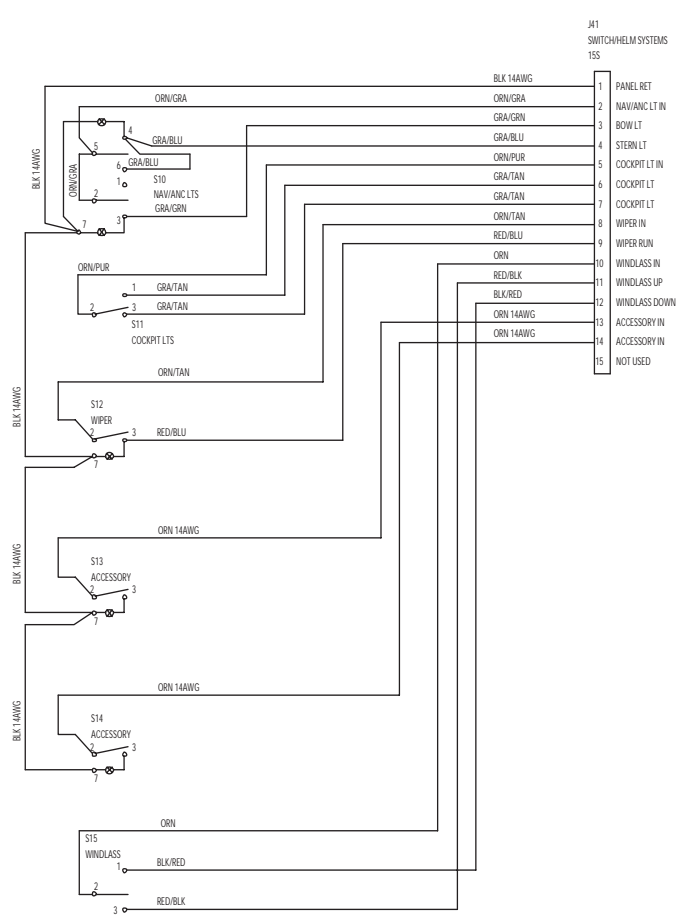 J41
SWITCH/HELM SYSTEMS
15S
BLK 14AWG 1 PANEL RET
ORN/GRA ORN/GRA 2 NAV/ANC LT IN
GRA/GRN 3 BOW LT
4
GRA/BLU GRA/BLU 4 STERN LT
5
ORN/PUR 5 COCKPIT LT IN
6 GRA/BLU
BLK 14AWG
ORN/GRA
1 S10
GRA/TAN 6 COCKPIT LT
2 NAV/ANC LTS
GRA/TAN 7 COCKPIT LT
GRA/GRN
3
7
ORN/TAN 8 WIPER IN
RED/BLU 9 WIPER RUN
ORN 10 WINDLASS IN
ORN/PUR
RED/BLK 11 WINDLASS UP
1 GRA/TAN
BLK/RED 12 WINDLASS DOWN
2 3 GRA/TAN
ORN 14AWG 13 ACCESSORY IN
S11
COCKPIT LTS
ORN 14AWG 14 ACCESSORY IN
15 NOT USED
ORN/TAN
BLK 14AWG
S12
WIPER
2 3 RED/BLU
7
ORN 14AWG
BLK 14AWG
S13
ACCESSORY
2 3
7
ORN 14AWG
BLK 14AWG
S14
ACCESSORY
2 3
7
ORN
S15
WINDLASS
1 BLK/RED
2
3 RED/BLK